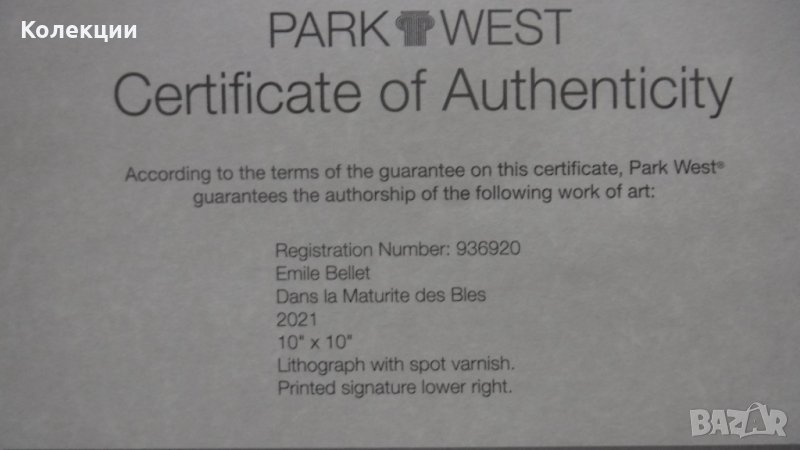 Колекции
PARK WEST
Certificate of Authenticity
According to the terms of the guarantee on this certificate, Park West®
guarantees the authorship of the following work of art:
Registration Number: 936920
Emile Bellet
Dans la Maturite des Bles
2021
10" x 10"
Lithograph with spot varnish.
Printed signature lower right.
BAZAR
bg